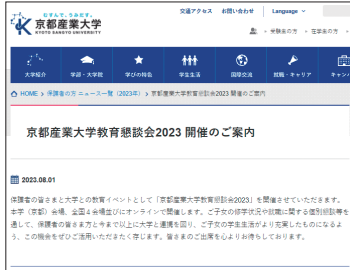 むすんで、うみだす。
京都産業大学
KYOTO SANGYO UNIVERSITY
交通アクセス お問い合わせ Language
受験生の方 在学生の方
大学紹介 学部・大学院 学びの特色 学生生活 国際交流 就職・キャリア キャン
HOME > 保護者の方 ニュース一覧（2023年） > 京都産業大学教育懇談会2023 開催のご案内
京都産業大学教育懇談会2023 開催のご案内
2023.08.01
保護者の皆さまと大学との教育イベントとして「京都産業大学教育懇談会2023」を開催させていただきます。
本学（京都）会場、全国4会場並びにオンラインで開催します。ご子女の修学状況や就職に関する個別懇談等を
通して、保護者の皆さま方と今まで以上に大学と連携を図り、ご子女の学生生活がより充実したものになるよ
う、この機会をぜひご活用いただきたく存じます。皆さまのご出席を心よりお待ちしております。